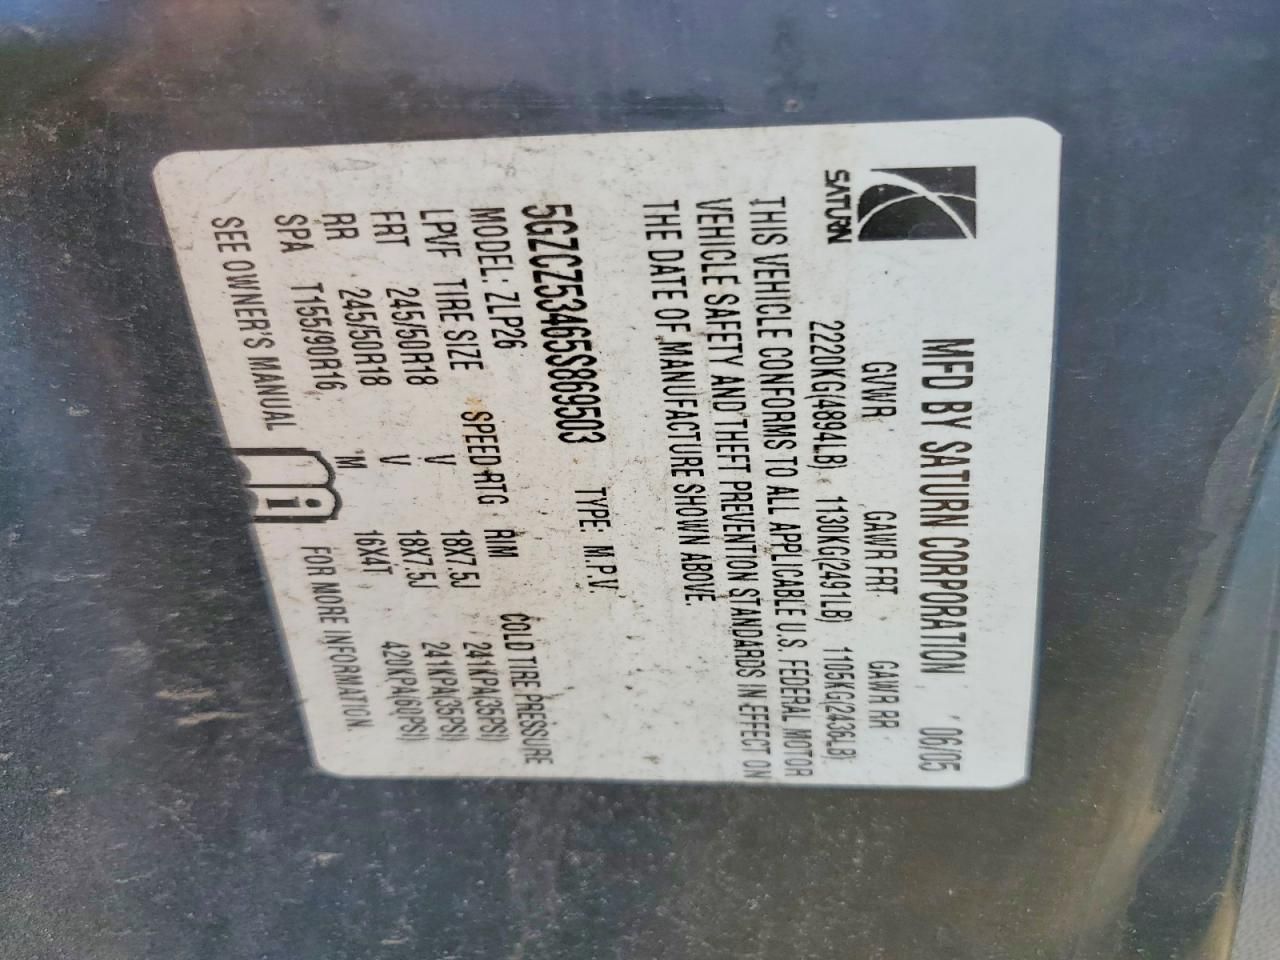 SATURN
MFD BY SATURN CORPORATION 06/05
GVWR GAWR FRT GAWR RR
2220KG(4894LB) 1130KG(2491LB) 1105KG(2436LB)
THIS VEHICLE CONFORMS TO ALL APPLICABLE U.S. FEDERAL MOTOR
VEHICLE SAFETY AND THEFT PREVENTION STANDARDS IN EFFECT ON
THE DATE OF MANUFACTURE SHOWN ABOVE.
5GZCZ53465S869503 TYPE: M.P.V.
MODEL: ZLP26
LPVF TIRE SIZE SPEED RTG RIM COLD TIRE PRESSURE
FRT 245/50R18 V 18X7.5J 241KPA(35PSI)
RR 245/50R18 V 18X7.5J 241KPA(35PSI)
SPA T155/90R16 M 16X4T 420KPA(60PSI)
SEE OWNER'S MANUAL i FOR MORE INFORMATION.